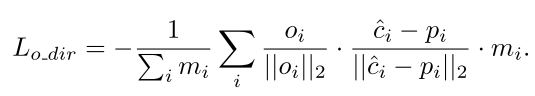 L_{o\_dir} = -\frac{1}{\sum_i m_i} \sum_i \frac{o_i}{||o_i||_2} \cdot \frac{\hat{c}_i - p_i}{||\hat{c}_i - p_i||_2} \cdot m_i.